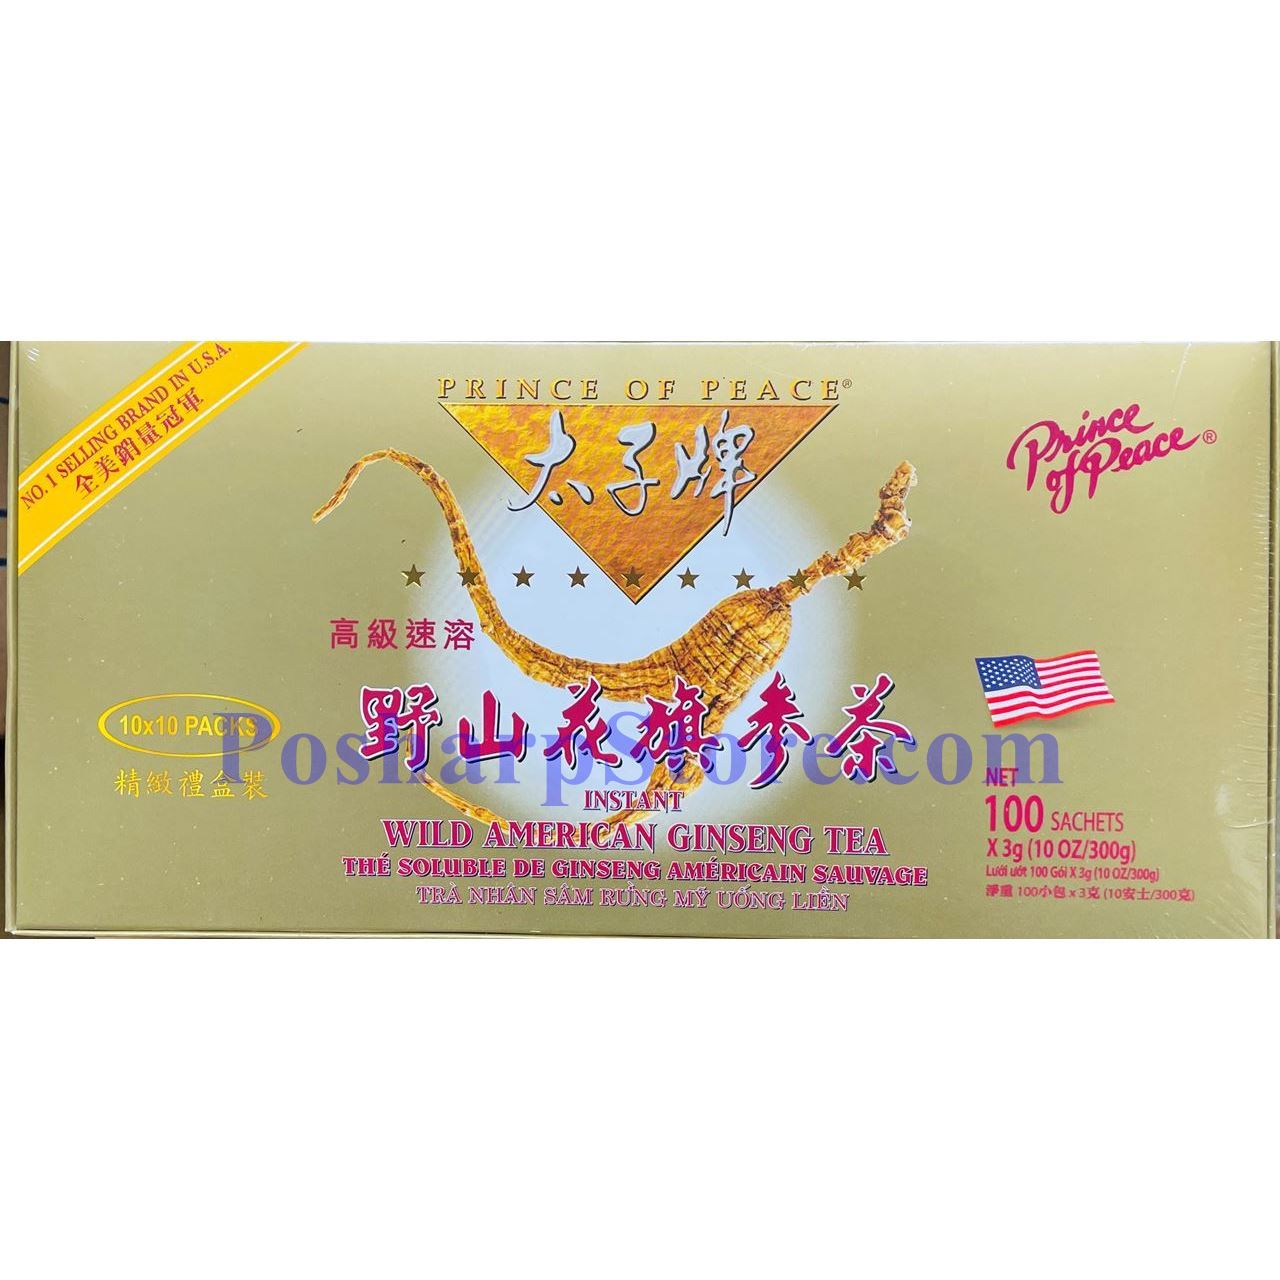 NO. 1 SELLING BRAND IN U.S.A.
全美銷量冠軍
PRINCE OF PEACE®
太子牌
Prince
of Peace®
高級速溶
野山花旗參茶
10x10 PACKS
精緻禮盒裝
PosharpStore.com
INSTANT
WILD AMERICAN GINSENG TEA
THÉ SOLUBLE DE GINSENG AMÉRICAIN SAUVAGE
TRÀ NHÂN SÂM RỪNG MỸ UỐNG LIỀN
NET
100 SACHETS
X 3g (10 OZ/300g)
Lưới ướt 100 Gói X 3g (10 OZ/300g)
淨重 100小包 x 3克 (10安士/300克)